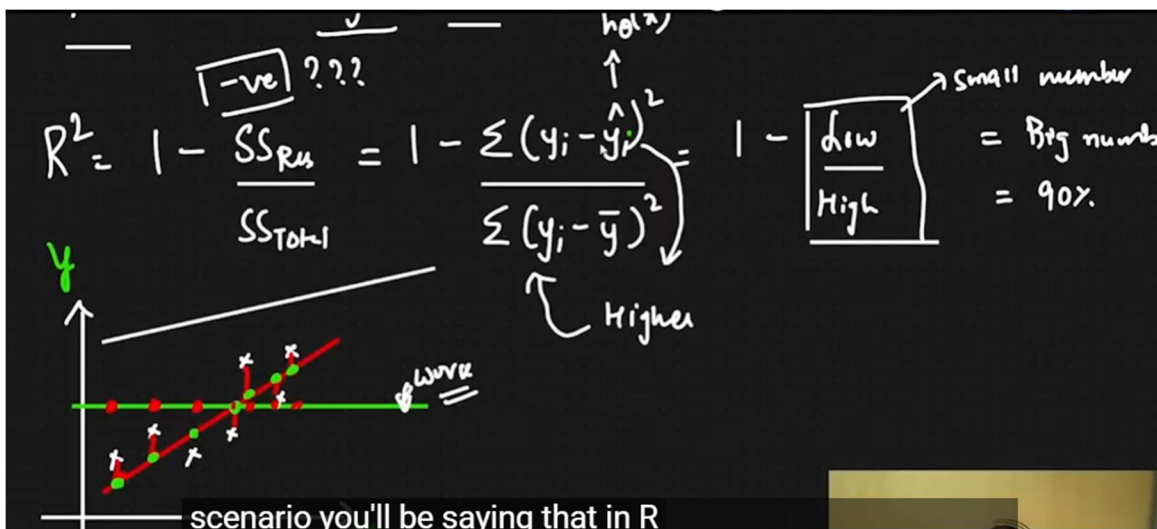 hθ(x)
-ve ???
R² = 1 - SSRes / SSTotal = 1 - Σ(yi - ŷi)² / Σ(yi - ȳ)² = 1 - Low / High
Small number
= Big numb
= 90%
Higher
y
worse
scenario you'll be saying that in R